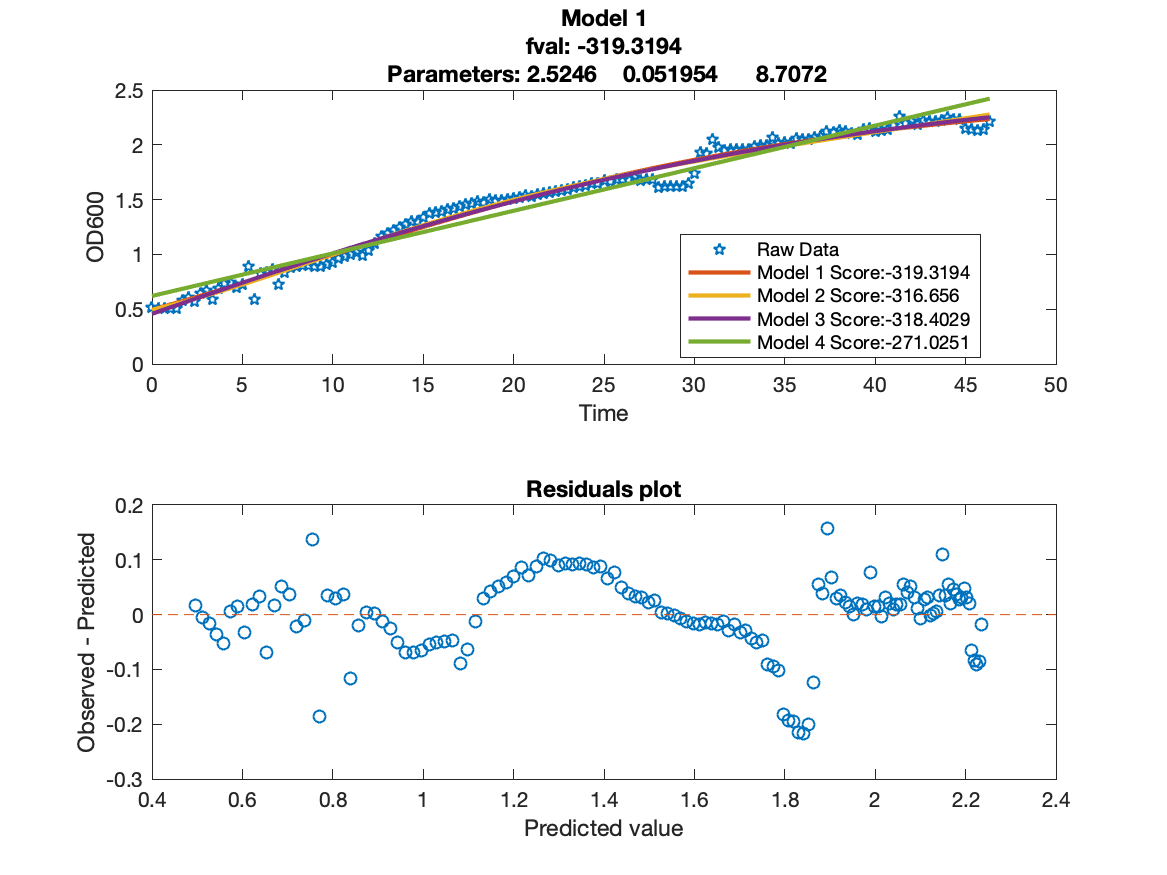 Model 1
fval: -319.3194
Parameters: 2.5246 0.051954 8.7072
2.5
2
1.5
1
0.5
0
OD600
0 5 10 15 20 25 30 35 40 45 50
Time
Raw Data
Model 1 Score:-319.3194
Model 2 Score:-316.656
Model 3 Score:-318.4029
Model 4 Score:-271.0251
Residuals plot
0.2
0.1
0
-0.1
-0.2
-0.3
Observed - Predicted
0.4 0.6 0.8 1 1.2 1.4 1.6 1.8 2 2.2 2.4
Predicted value